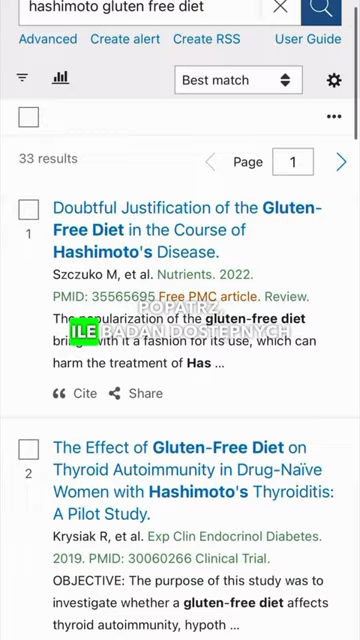 hashimoto gluten free diet
Advanced Create alert Create RSS User Guide
Best match
33 results Page 1
Doubtful Justification of the Gluten-
Free Diet in the Course of
1
Hashimoto's Disease.
Szczuko M, et al. Nutrients. 2022.
PMID: 35565695 Free PMC article. Review.
POPATRZ
The popularization of the gluten-free diet
ILE BADAŃ DOSTĘPNYCH
bring with it a fashion for its use, which can
harm the treatment of Has ...
Cite Share
The Effect of Gluten-Free Diet on
2
Thyroid Autoimmunity in Drug-Naïve
Women with Hashimoto's Thyroiditis:
A Pilot Study.
Krysiak R, et al. Exp Clin Endocrinol Diabetes.
2019. PMID: 30060266 Clinical Trial.
OBJECTIVE: The purpose of this study was to
investigate whether a gluten-free diet affects
thyroid autoimmunity, hypoth ...